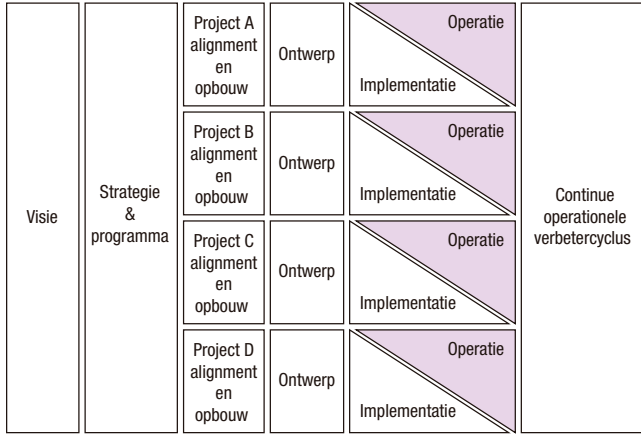 Visie
Strategie
&
programma
Project A
alignment
en
opbouw
Ontwerp
Operatie
Implementatie
Project B
alignment
en
opbouw
Ontwerp
Operatie
Implementatie
Project C
alignment
en
opbouw
Ontwerp
Operatie
Implementatie
Project D
alignment
en
opbouw
Ontwerp
Operatie
Implementatie
Continue
operationele
verbetercyclus